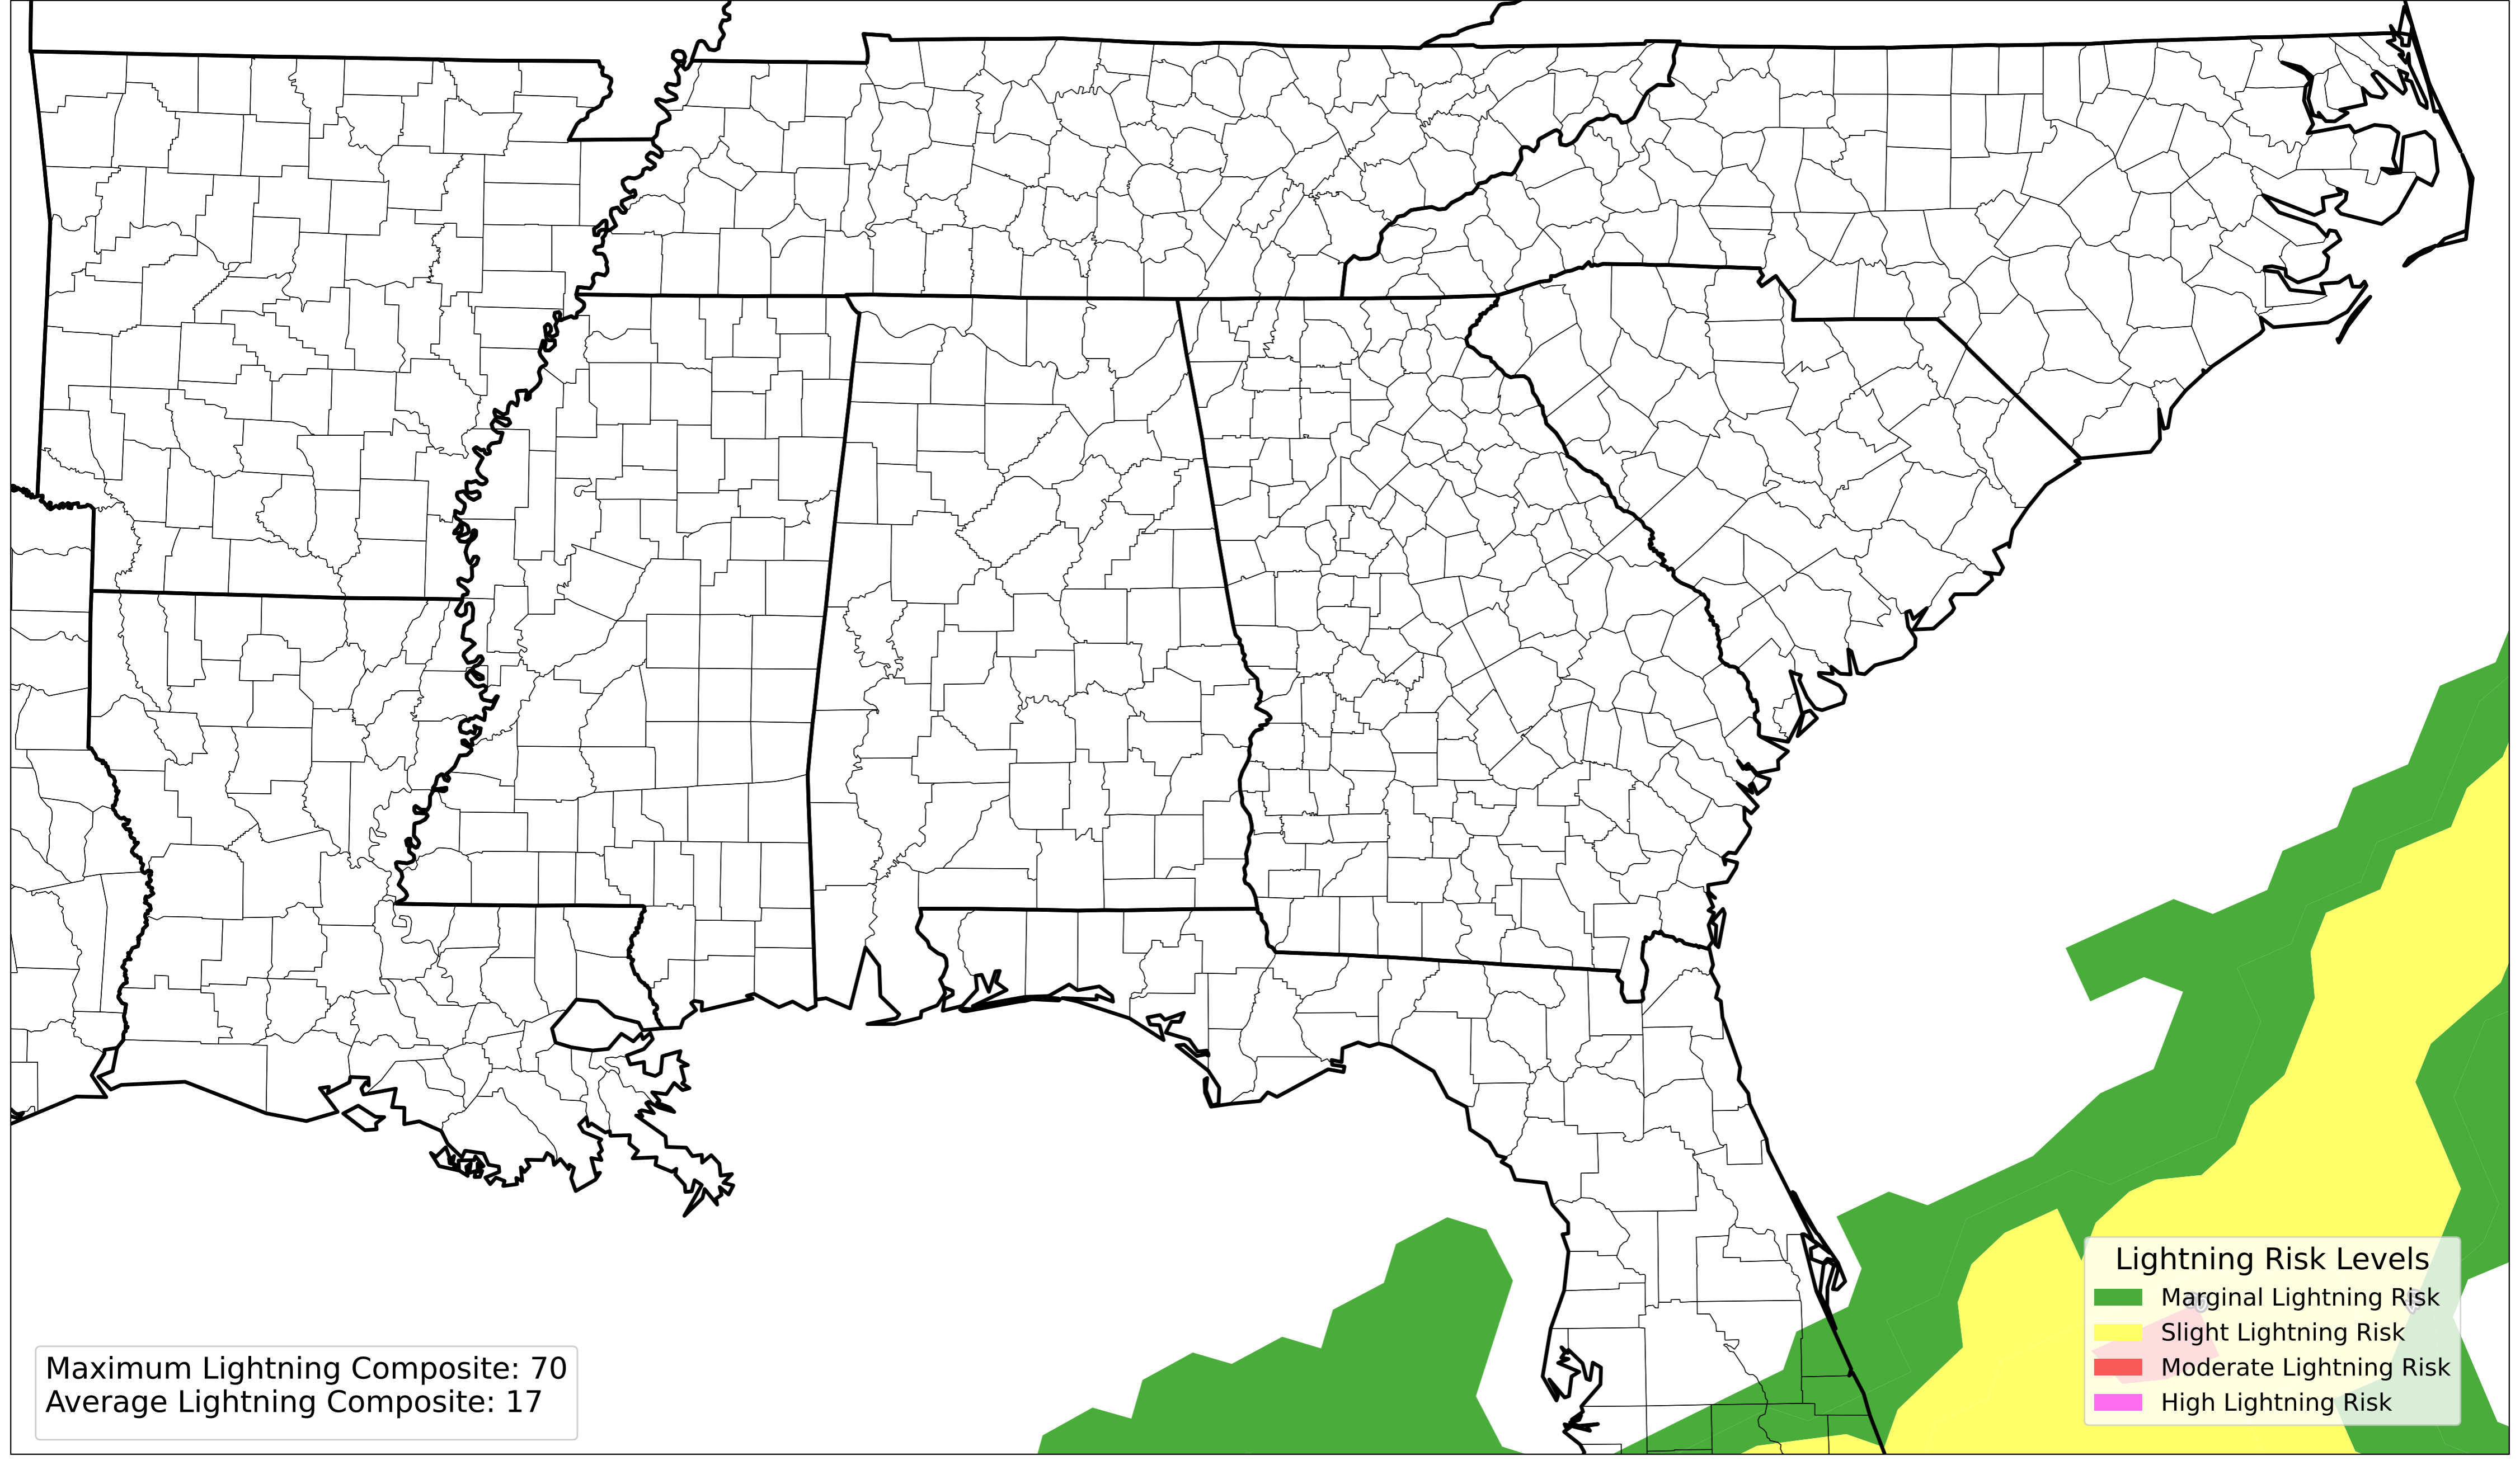 Maximum Lightning Composite: 70
Average Lightning Composite: 17
Lightning Risk Levels
Marginal Lightning Risk
Slight Lightning Risk
Moderate Lightning Risk
High Lightning Risk